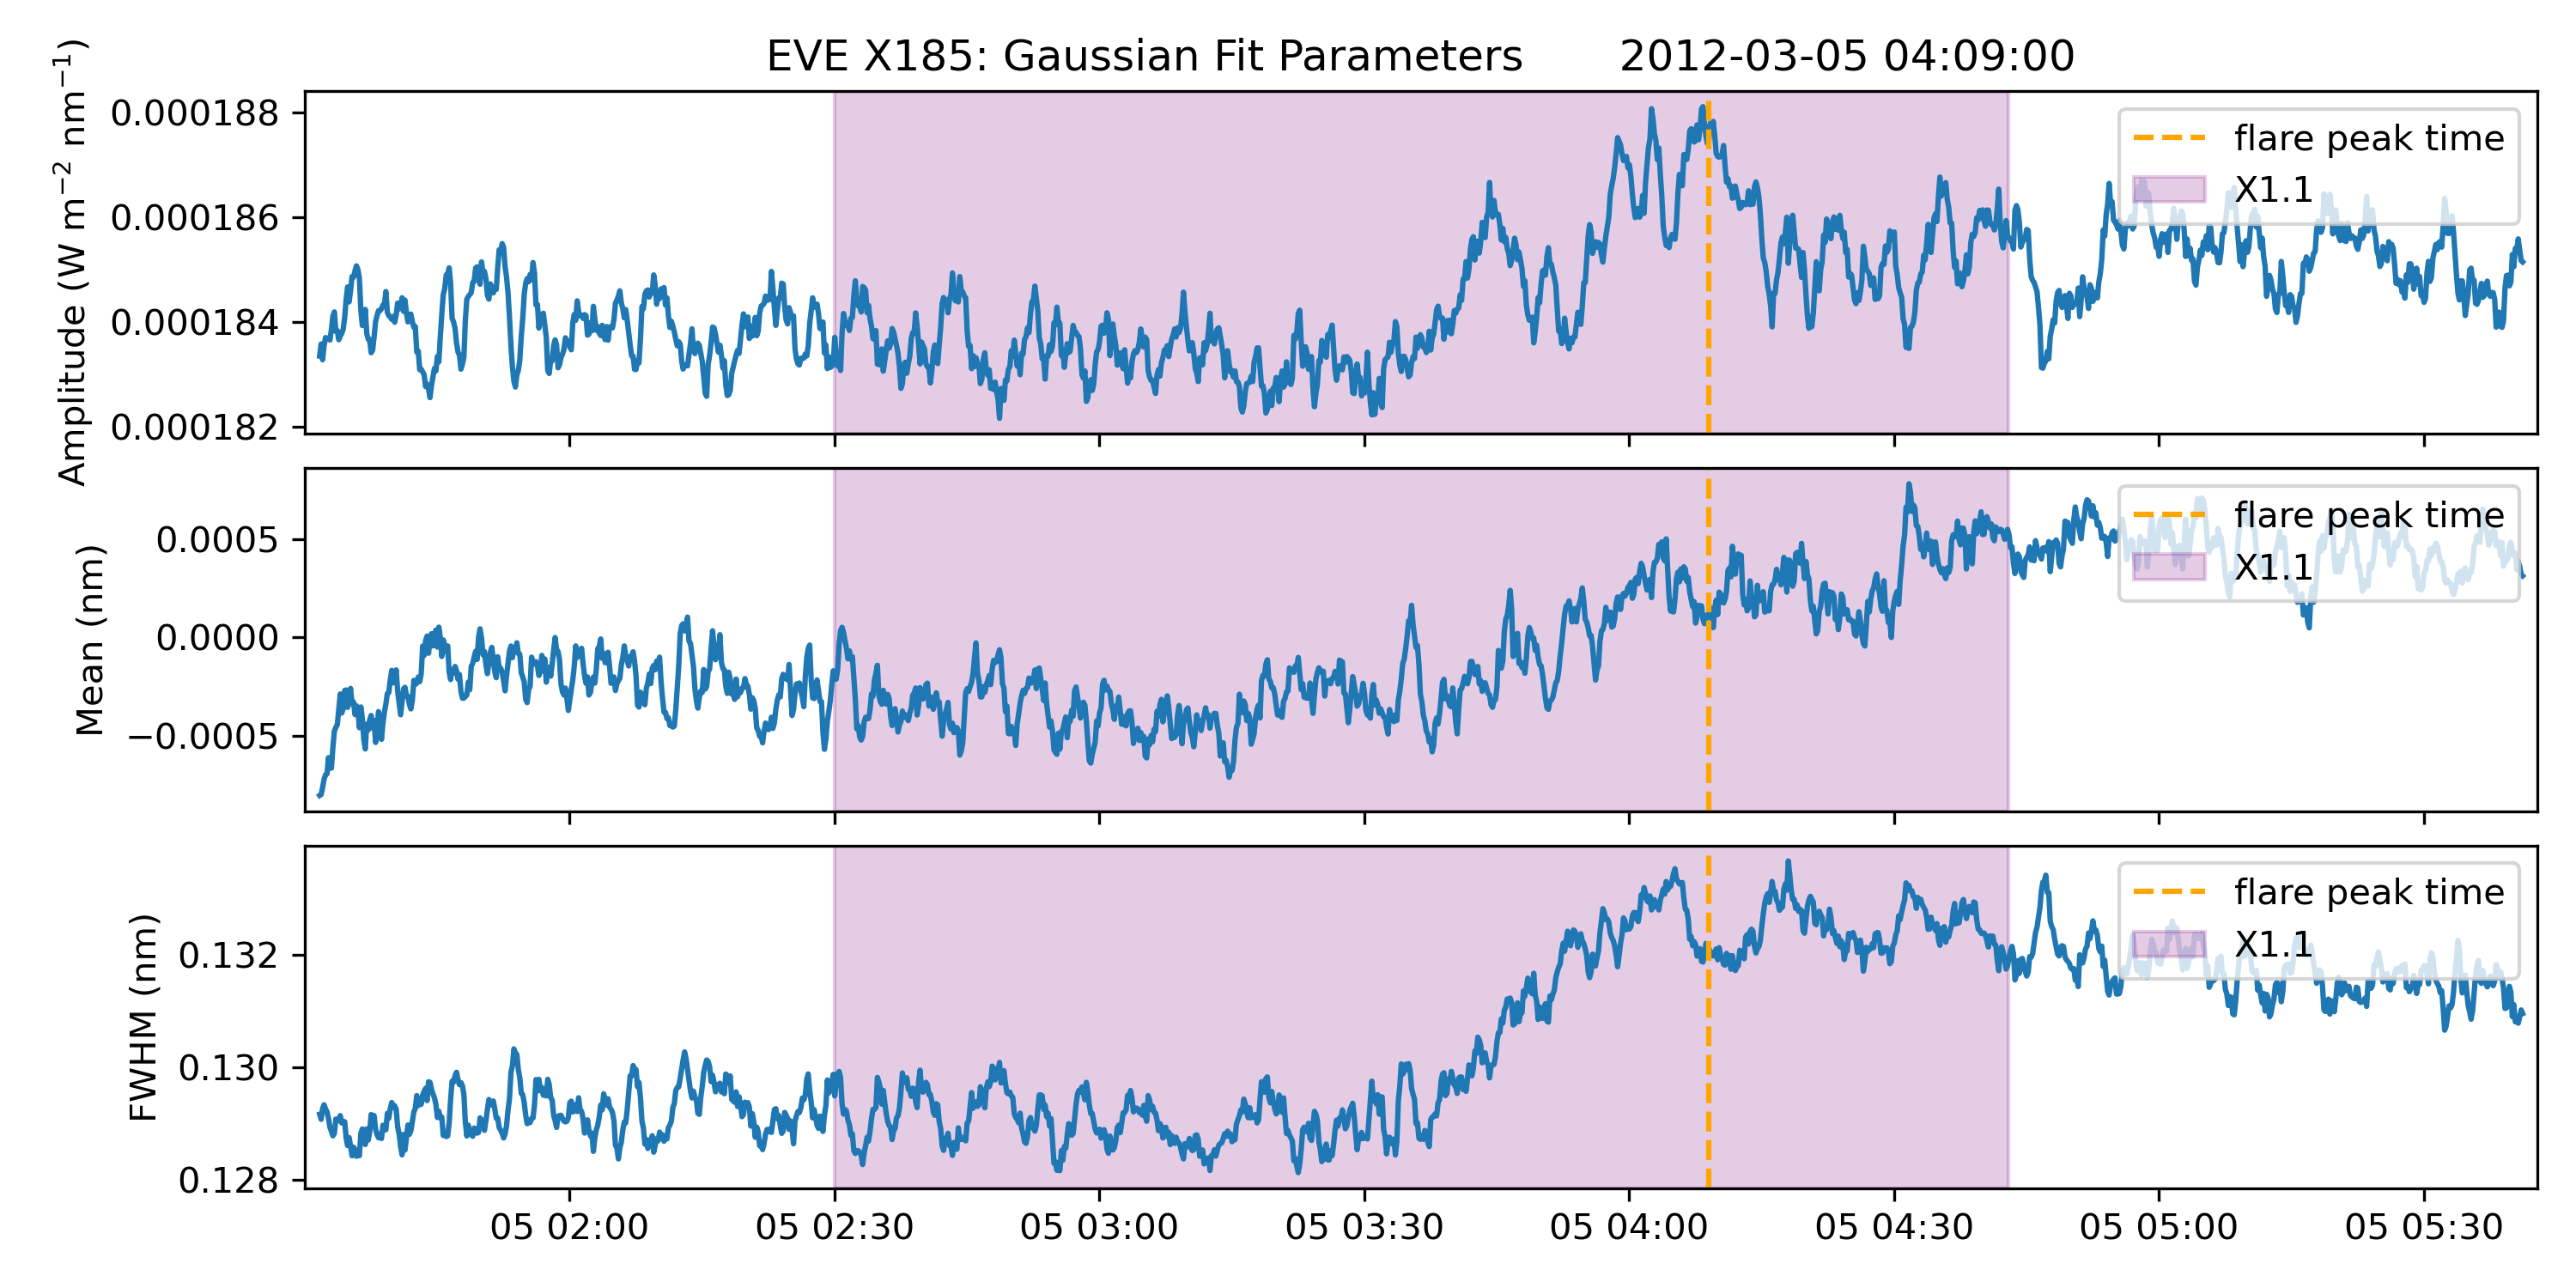 EVE X185: Gaussian Fit Parameters 2012-03-05 04:09:00
Amplitude (W m⁻² nm⁻¹)
0.000188
0.000186
0.000184
0.000182
flare peak time
X1.1
Mean (nm)
0.0005
0.0000
−0.0005
flare peak time
X1.1
FWHM (nm)
0.132
0.130
0.128
flare peak time
X1.1
05 02:00 05 02:30 05 03:00 05 03:30 05 04:00 05 04:30 05 05:00 05 05:30